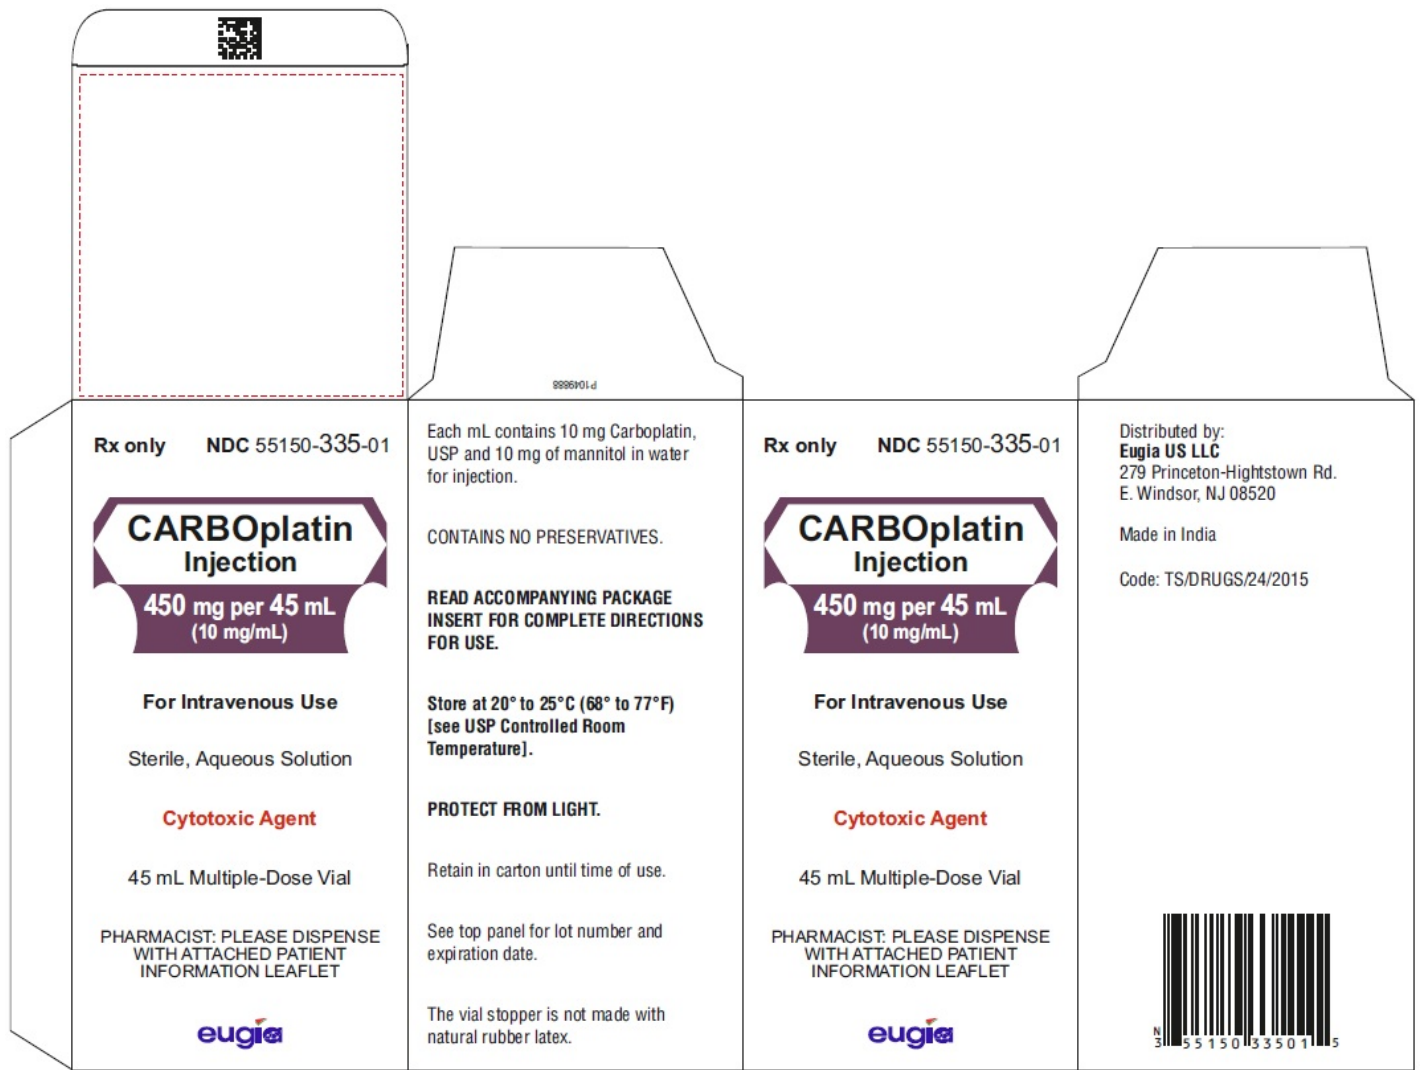 P1049888
Rx only NDC 55150-335-01
CARBOplatin
Injection
450 mg per 45 mL
(10 mg/mL)
For Intravenous Use
Sterile, Aqueous Solution
Cytotoxic Agent
45 mL Multiple-Dose Vial
PHARMACIST: PLEASE DISPENSE
WITH ATTACHED PATIENT
INFORMATION LEAFLET
eugia
Each mL contains 10 mg Carboplatin,
USP and 10 mg of mannitol in water
for injection.
CONTAINS NO PRESERVATIVES.
READ ACCOMPANYING PACKAGE
INSERT FOR COMPLETE DIRECTIONS
FOR USE.
Store at 20° to 25°C (68° to 77°F)
[see USP Controlled Room
Temperature].
PROTECT FROM LIGHT.
Retain in carton until time of use.
See top panel for lot number and
expiration date.
The vial stopper is not made with
natural rubber latex.
Rx only NDC 55150-335-01
CARBOplatin
Injection
450 mg per 45 mL
(10 mg/mL)
For Intravenous Use
Sterile, Aqueous Solution
Cytotoxic Agent
45 mL Multiple-Dose Vial
PHARMACIST: PLEASE DISPENSE
WITH ATTACHED PATIENT
INFORMATION LEAFLET
eugia
Distributed by:
Eugia US LLC
279 Princeton-Hightstown Rd.
E. Windsor, NJ 08520
Made in India
Code: TS/DRUGS/24/2015
N
3 55150 33501 5